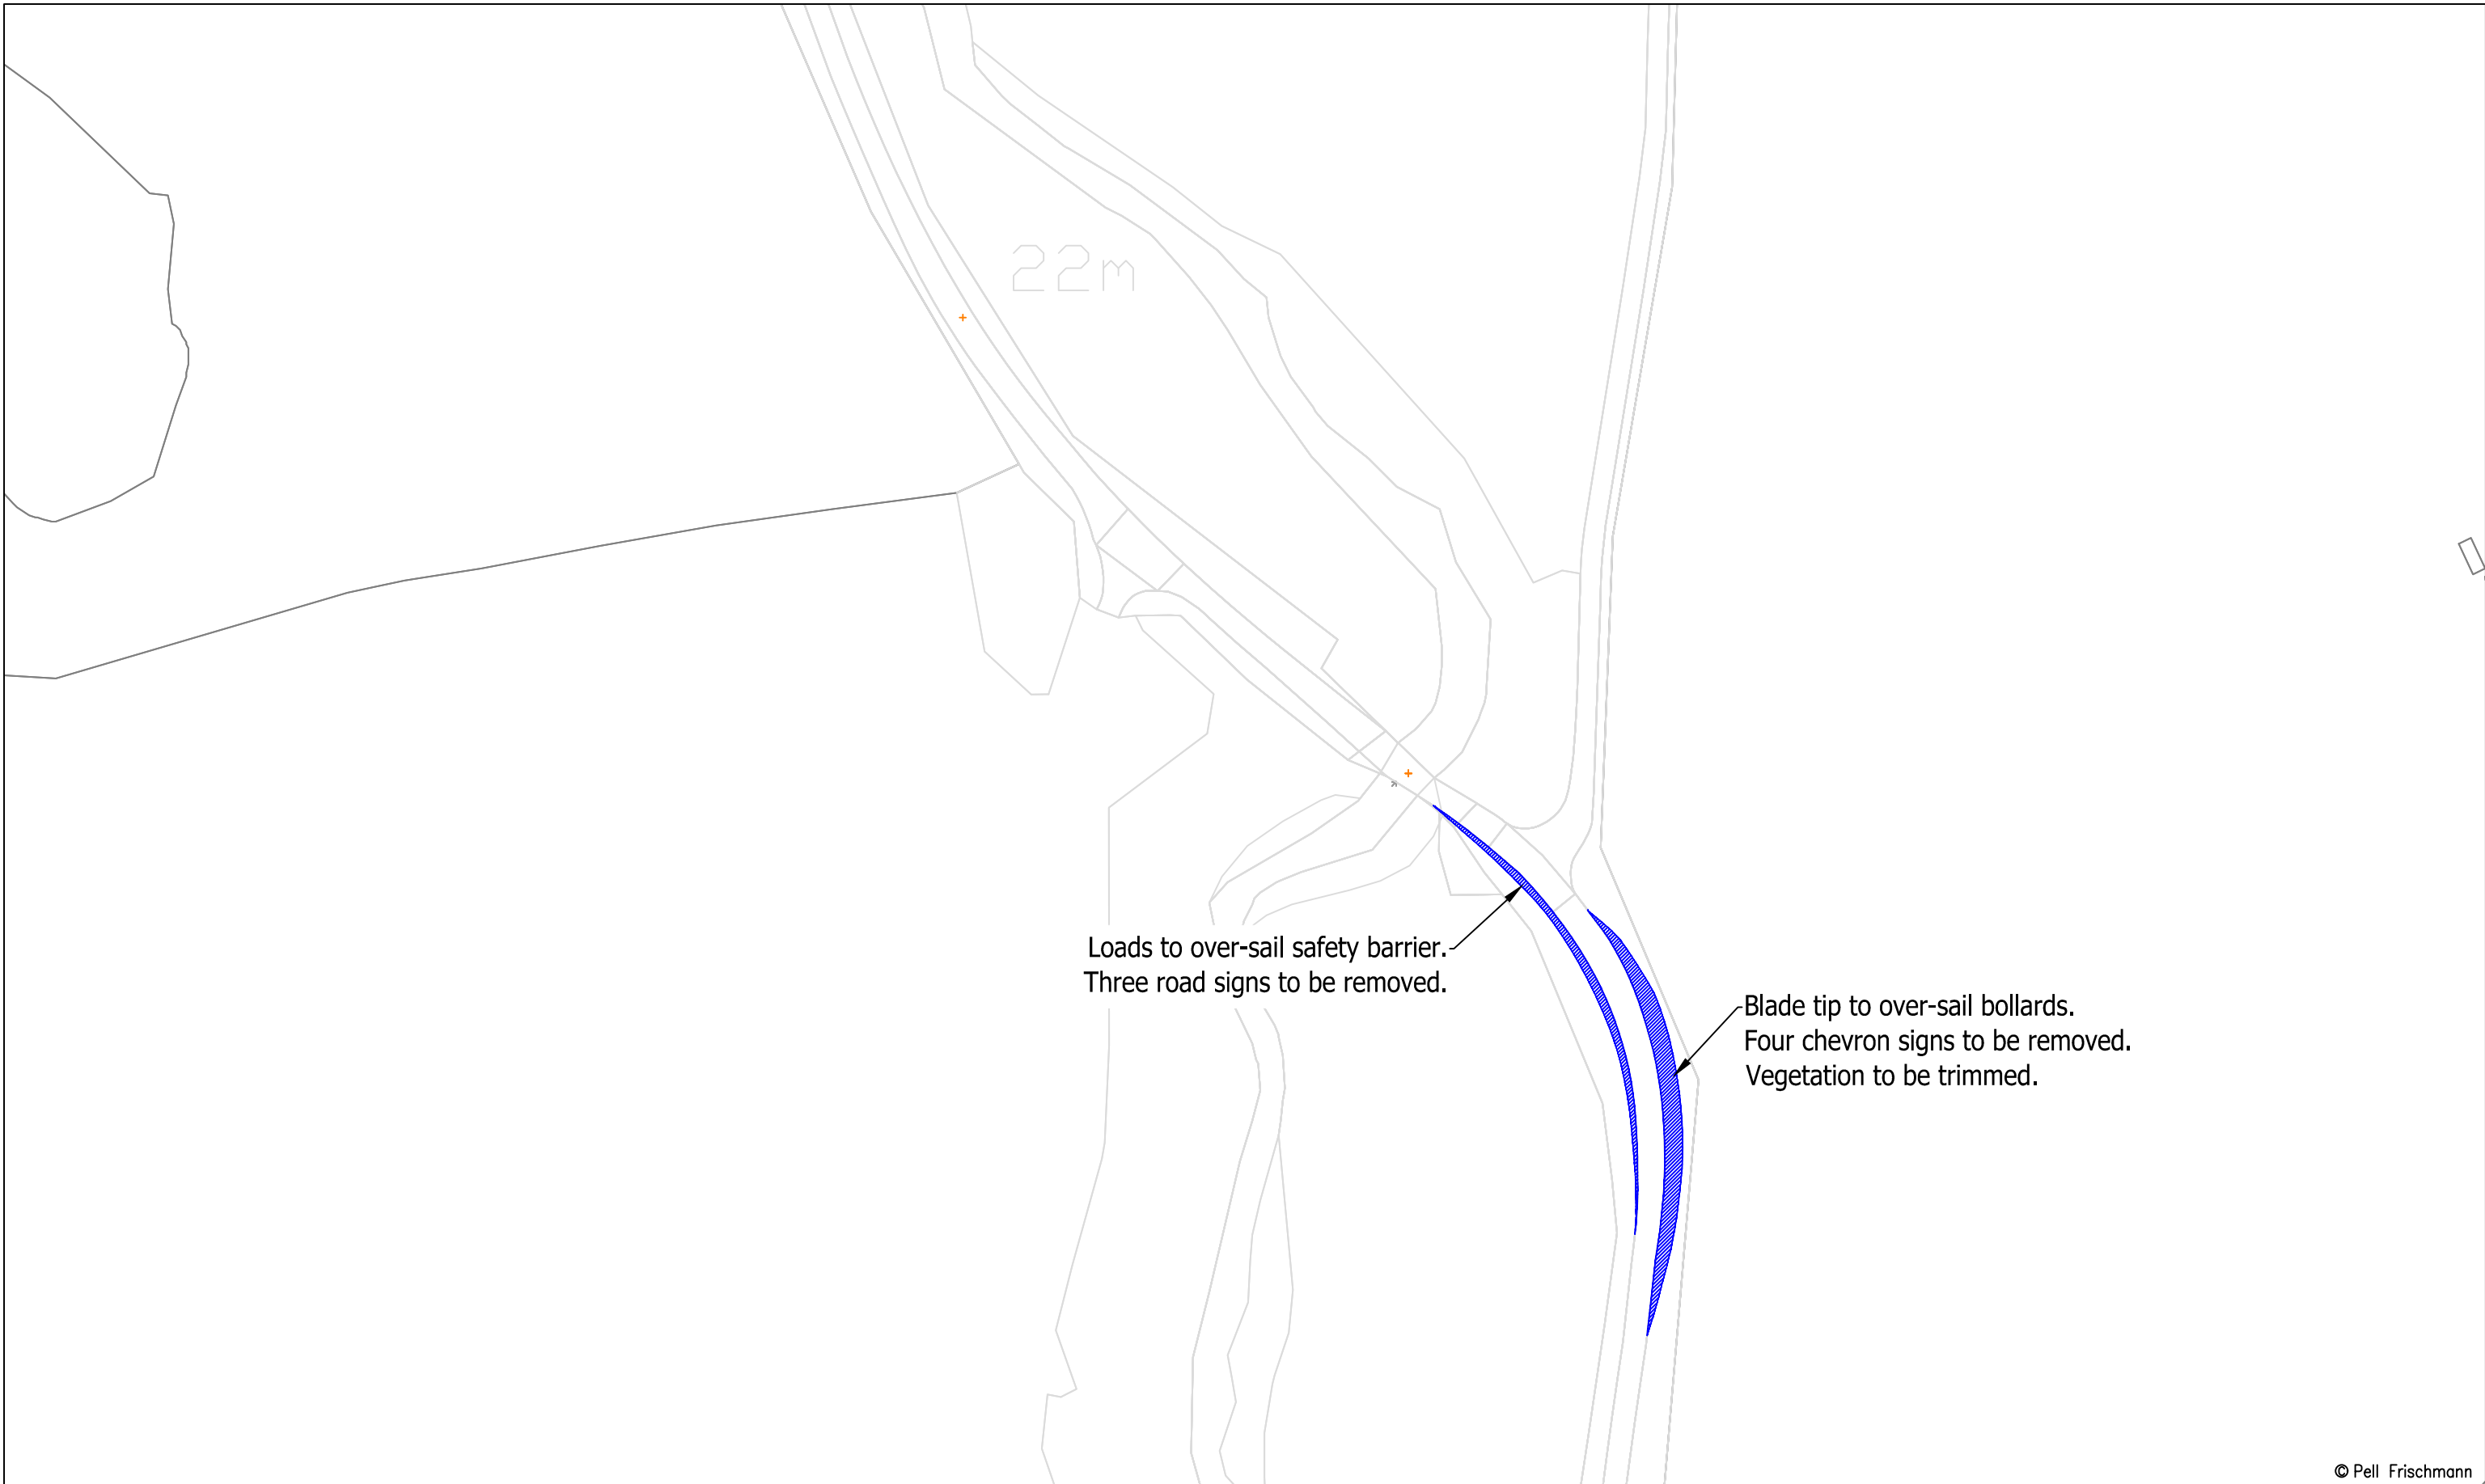 22m
Loads to over-sail safety barrier.
Three road signs to be removed.
Blade tip to over-sail bollards.
Four chevron signs to be removed.
Vegetation to be trimmed.
© Pell Frischmann